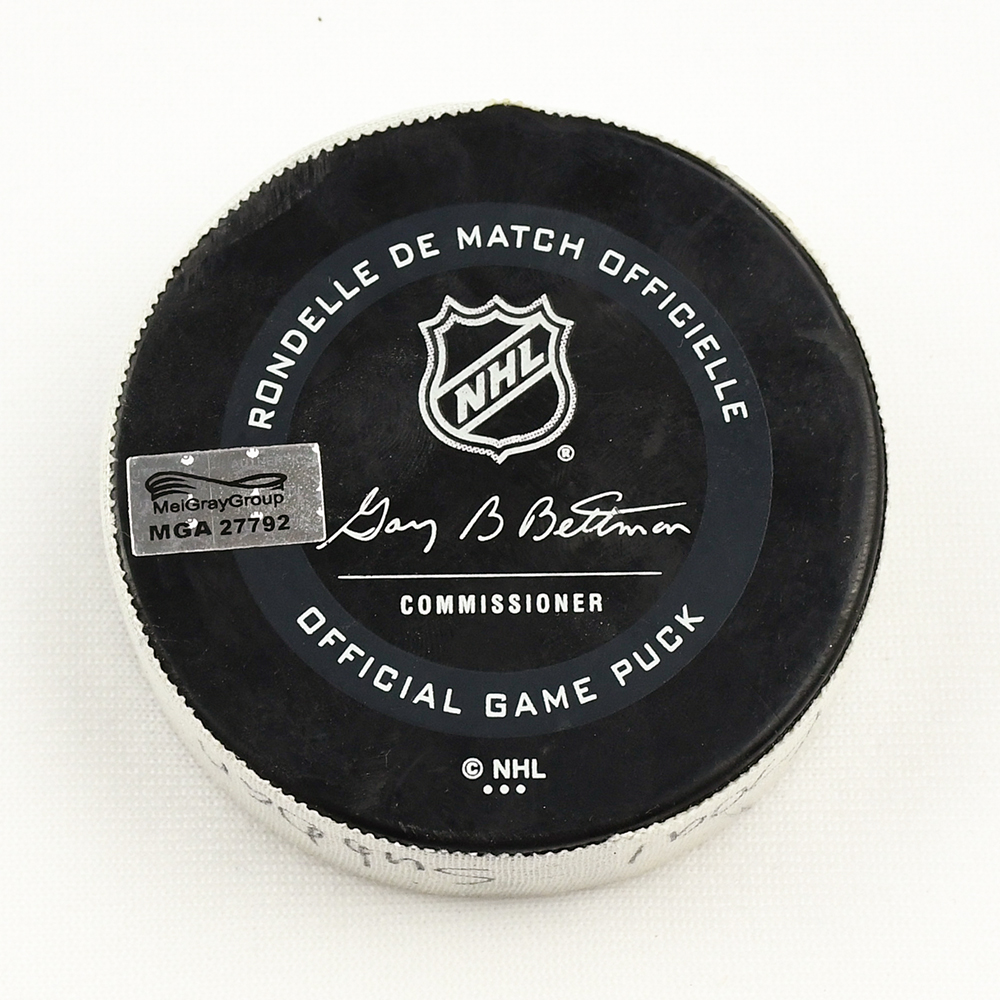 RONDELLE DE MATCH OFFICIELLE
NHL
®
MeiGrayGroup
MGA 27792
Gary B Bettman
COMMISSIONER
OFFICIAL GAME PUCK
© NHL